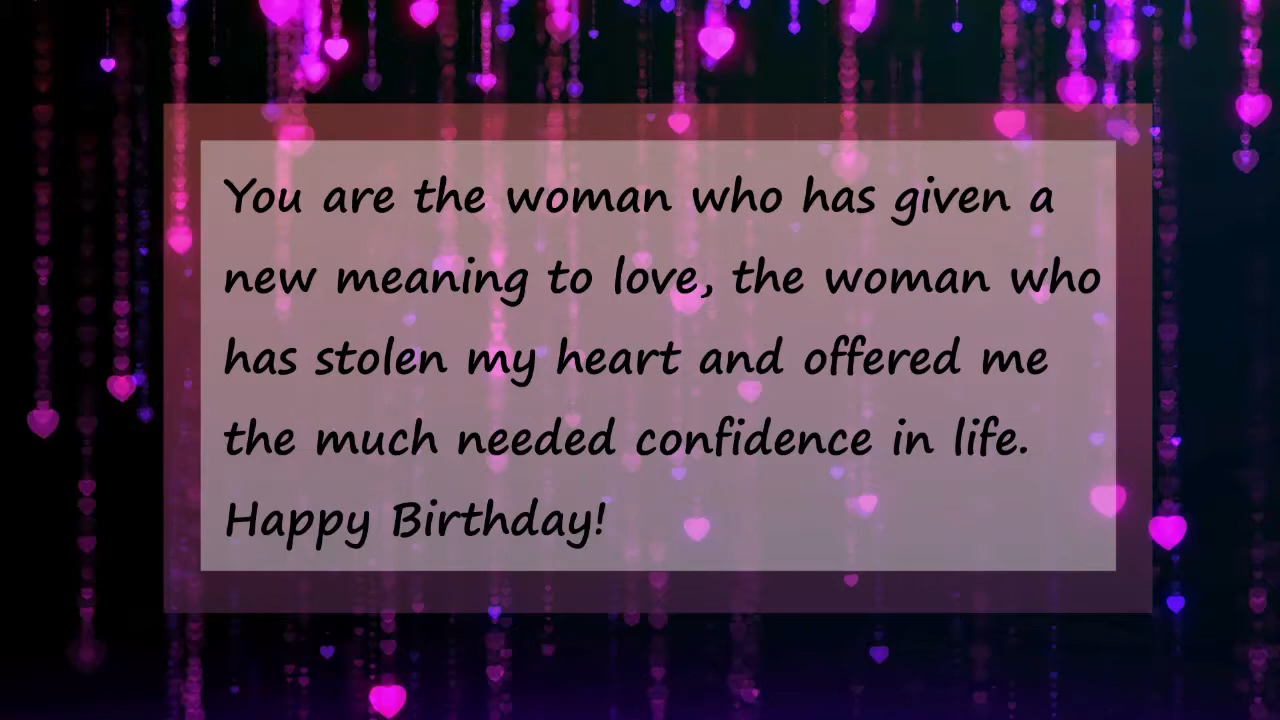 You are the woman who has given a
new meaning to love, the woman who
has stolen my heart and offered me
the much needed confidence in life.
Happy Birthday!